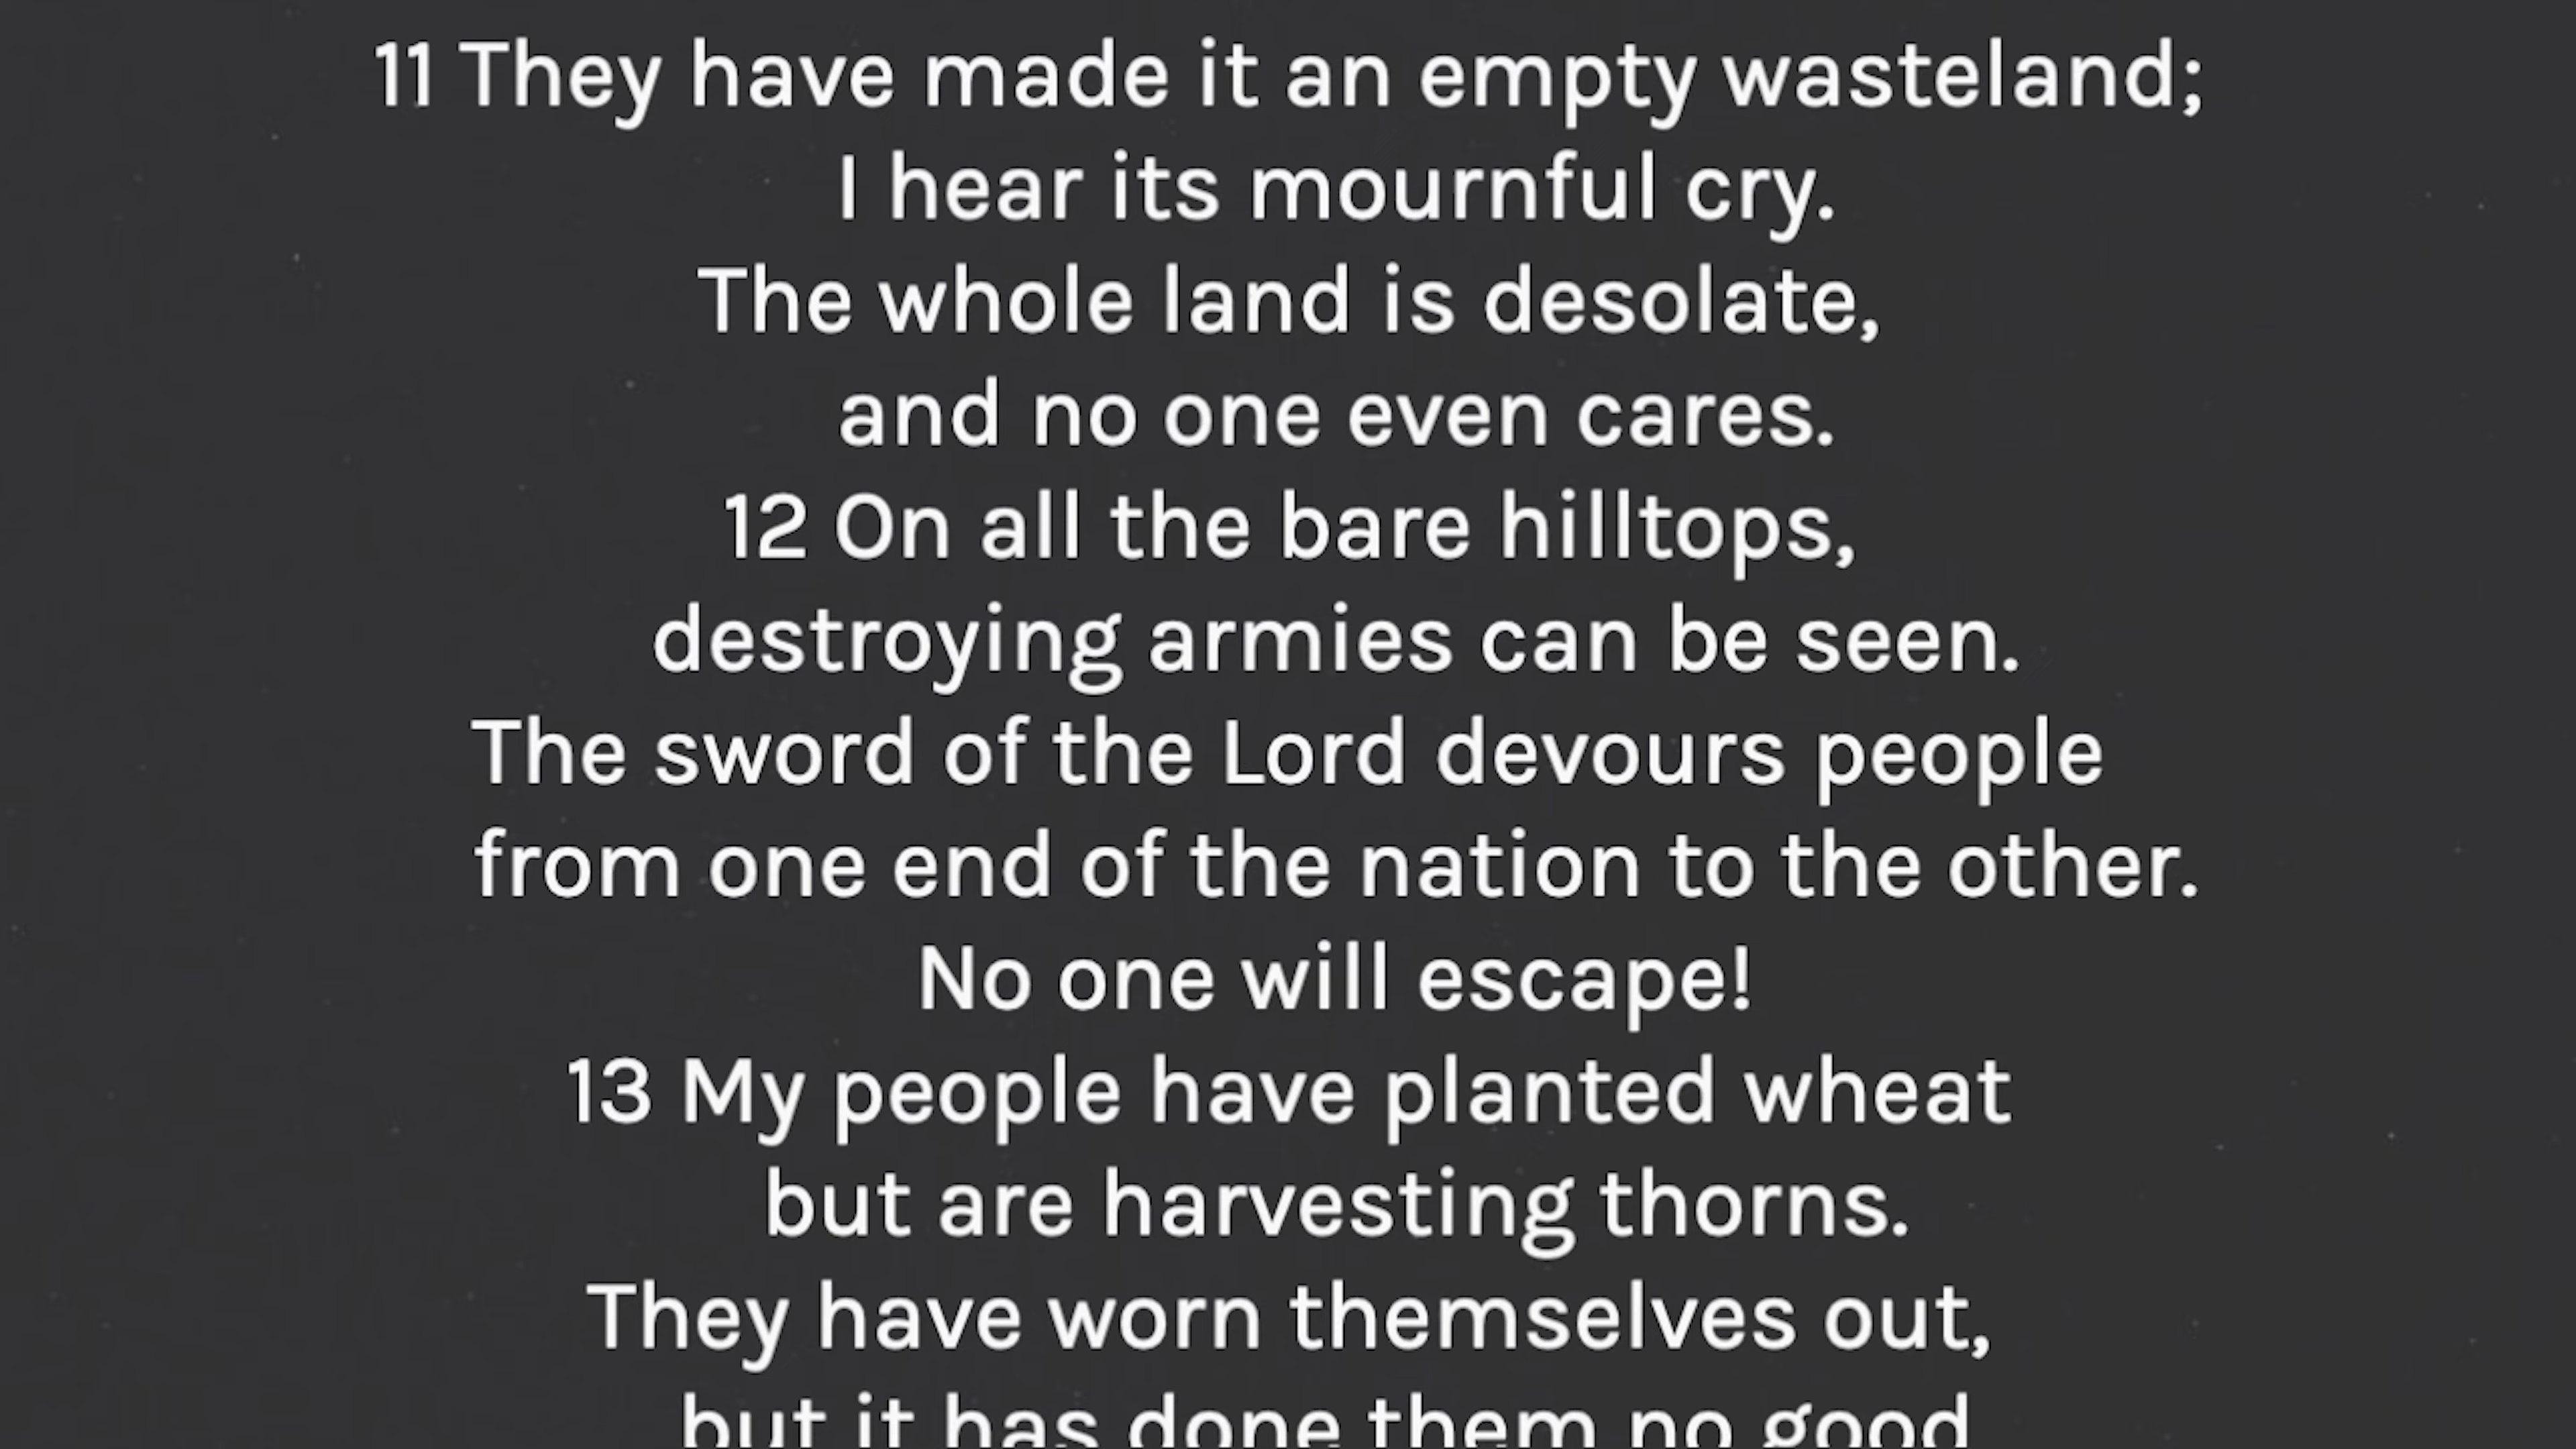 11 They have made it an empty wasteland;
I hear its mournful cry.
The whole land is desolate,
and no one even cares.
12 On all the bare hilltops,
destroying armies can be seen.
The sword of the Lord devours people
from one end of the nation to the other.
No one will escape!
13 My people have planted wheat
but are harvesting thorns.
They have worn themselves out,
but it has done them no good